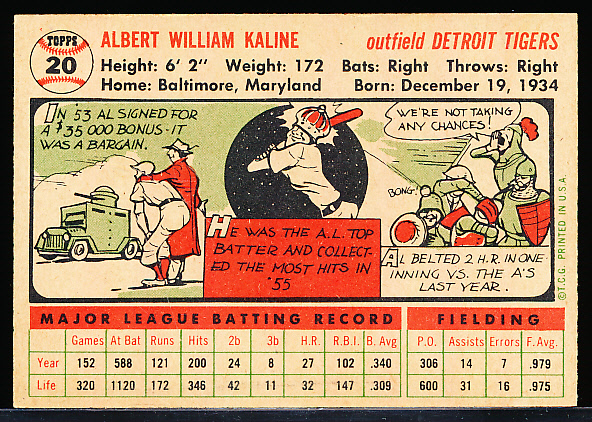 TOPPS
20
ALBERT WILLIAM KALINE outfield DETROIT TIGERS
Height: 6' 2" Weight: 172 Bats: Right Throws: Right
Home: Baltimore, Maryland Born: December 19, 1934
IN '53 AL SIGNED FOR
A $35 000 BONUS-IT
WAS A BARGAIN.
HE WAS THE A.L. TOP
BATTER AND COLLECT-
ED THE MOST HITS IN
'55
WE'RE NOT TAKING
ANY CHANCES!
BONG!
AL BELTED 2 H.R. IN ONE
INNING VS. THE A'S
LAST YEAR.
©T.C.G. PRINTED IN U.S.A.
MAJOR LEAGUE BATTING RECORD FIELDING
Games At Bat Runs Hits 2b 3b H.R. R.B.I. B. Avg P.O. Assists Errors F. Avg.
Year 152 588 121 200 24 8 27 102 .340 306 14 7 .979
Life 320 1120 172 346 42 11 32 147 .309 600 31 16 .975